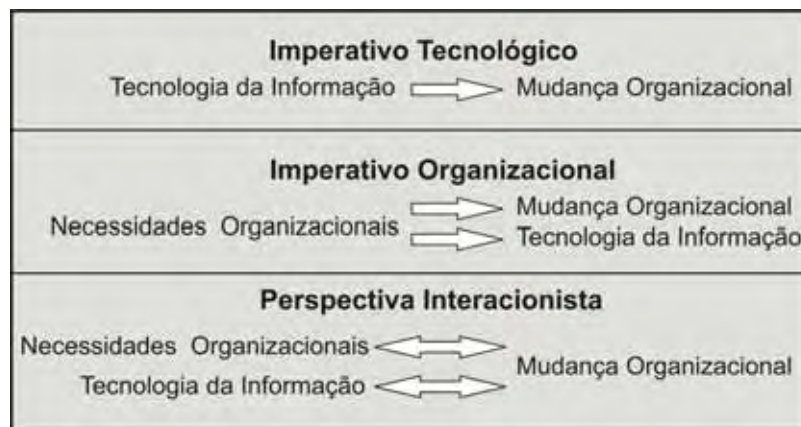 Imperativo Tecnológico
Tecnologia da Informação Mudança Organizacional
Imperativo Organizacional
Necessidades Organizacionais
Mudança Organizacional
Tecnologia da Informação
Perspectiva Interacionista
Necessidades Organizacionais
Tecnologia da Informação
Mudança Organizacional